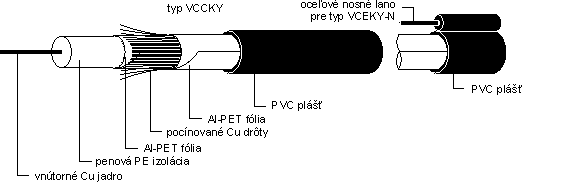 typ VCCKY
oceľové nosné lano
pre typ VCEKY-N
PVC plášť
PVC plášť
Al-PET fólia
pocínované Cu drôty
Al-PET fólia
penová PE izolácia
vnútorné Cu jadro